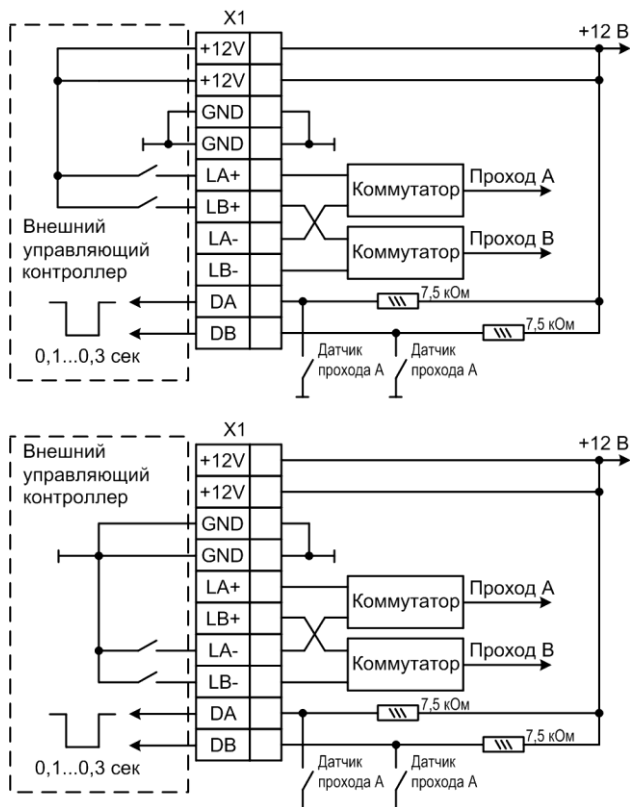 X1
+12 В
+12V
+12V
GND
GND
LA+
Коммутатор
Проход А
LB+
Внешний
управляющий
контроллер
LA-
Коммутатор
Проход В
LB-
DA
7,5 кОм
DB
7,5 кОм
0,1...0,3 сек
Датчик
прохода А
Датчик
прохода А
X1
+12 В
Внешний
управляющий
контроллер
+12V
+12V
GND
GND
LA+
Коммутатор
Проход А
LB+
LA-
Коммутатор
Проход В
LB-
DA
7,5 кОм
DB
7,5 кОм
0,1...0,3 сек
Датчик
прохода А
Датчик
прохода А